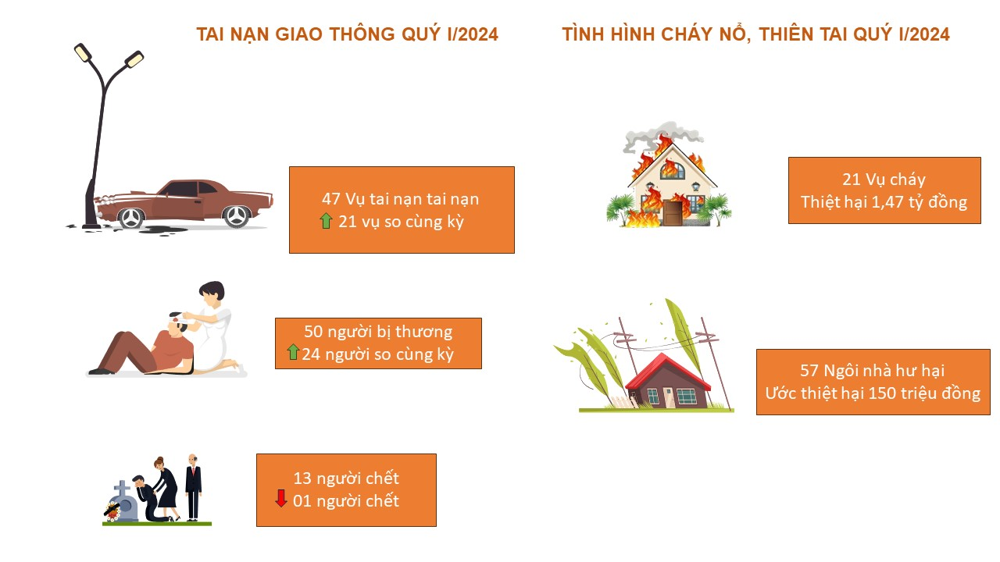 TAI NẠN GIAO THÔNG QUÝ I/2024
47 Vụ tai nạn tai nạn
21 vụ so cùng kỳ
50 người bị thương
24 người so cùng kỳ
13 người chết
01 người chết
TÌNH HÌNH CHÁY NỔ, THIÊN TAI QUÝ I/2024
21 Vụ cháy
Thiệt hại 1,47 tỷ đồng
57 Ngôi nhà hư hại
Ước thiệt hại 150 triệu đồng